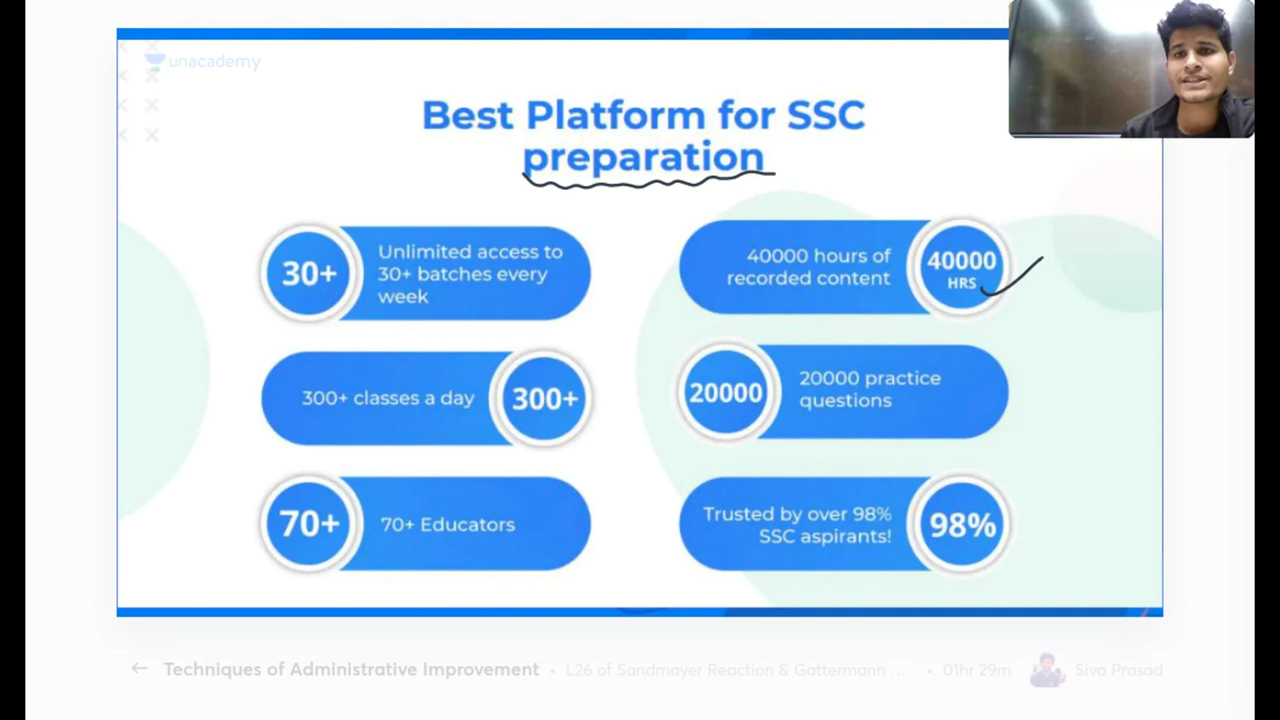 unacademy
Best Platform for SSC
preparation
30+
Unlimited access to
30+ batches every
week
40000 hours of
recorded content
40000
HRS
300+ classes a day
300+
20000
20000 practice
questions
70+
70+ Educators
Trusted by over 98%
SSC aspirants!
98%
← Techniques of Administrative Improvement • L26 of Sandmayer Reaction & Gattermann ... • 01hr 29m Siva Prasad